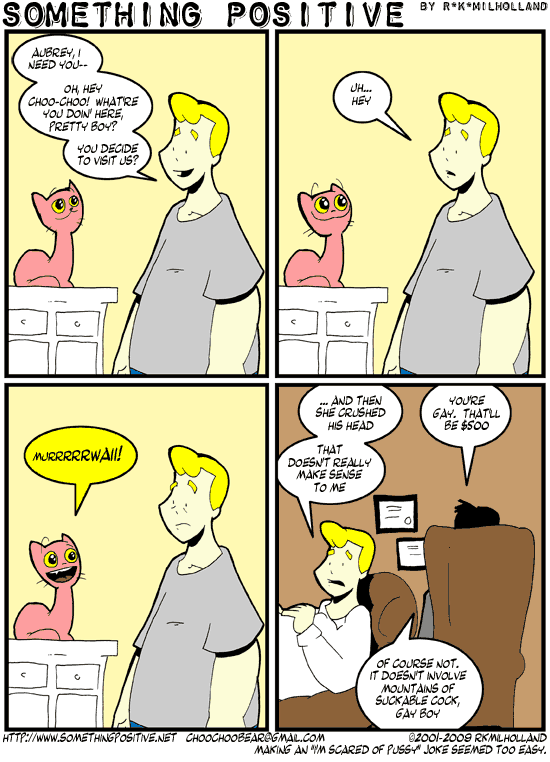 SOMETHING POSITIVE BY R*K*MILHOLLAND
AUBREY, I
NEED YOU--
OH, HEY
CHOO-CHOO! WHAT'RE
YOU DOIN' HERE,
PRETTY BOY?
YOU DECIDE
TO VISIT US?
UH...
HEY
MURRRRRWAII!
... AND THEN
SHE CRUSHED
HIS HEAD
THAT
DOESN'T REALLY
MAKE SENSE
TO ME
YOU'RE
GAY. THAT'LL
BE $500
OF COURSE NOT.
IT DOESN'T INVOLVE
MOUNTAINS OF
SUCKABLE COCK,
GAY BOY
HTTP://WWW.SOMETHINGPOSITIVE.NET CHOOCHOOBEAR@GMAIL.COM ©2001-2009 RKMILHOLLAND
MAKING AN "I'M SCARED OF PUSSY" JOKE SEEMED TOO EASY.